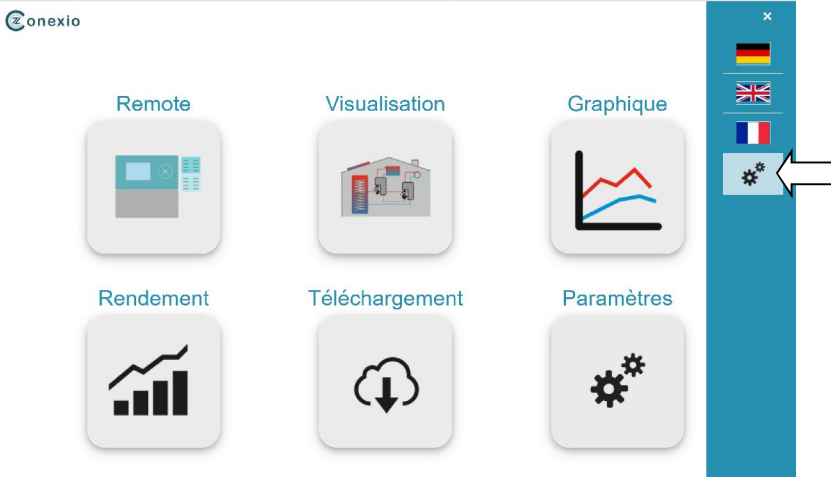 Conexio
×
Remote
Visualisation
Graphique
Rendement
Téléchargement
Paramètres